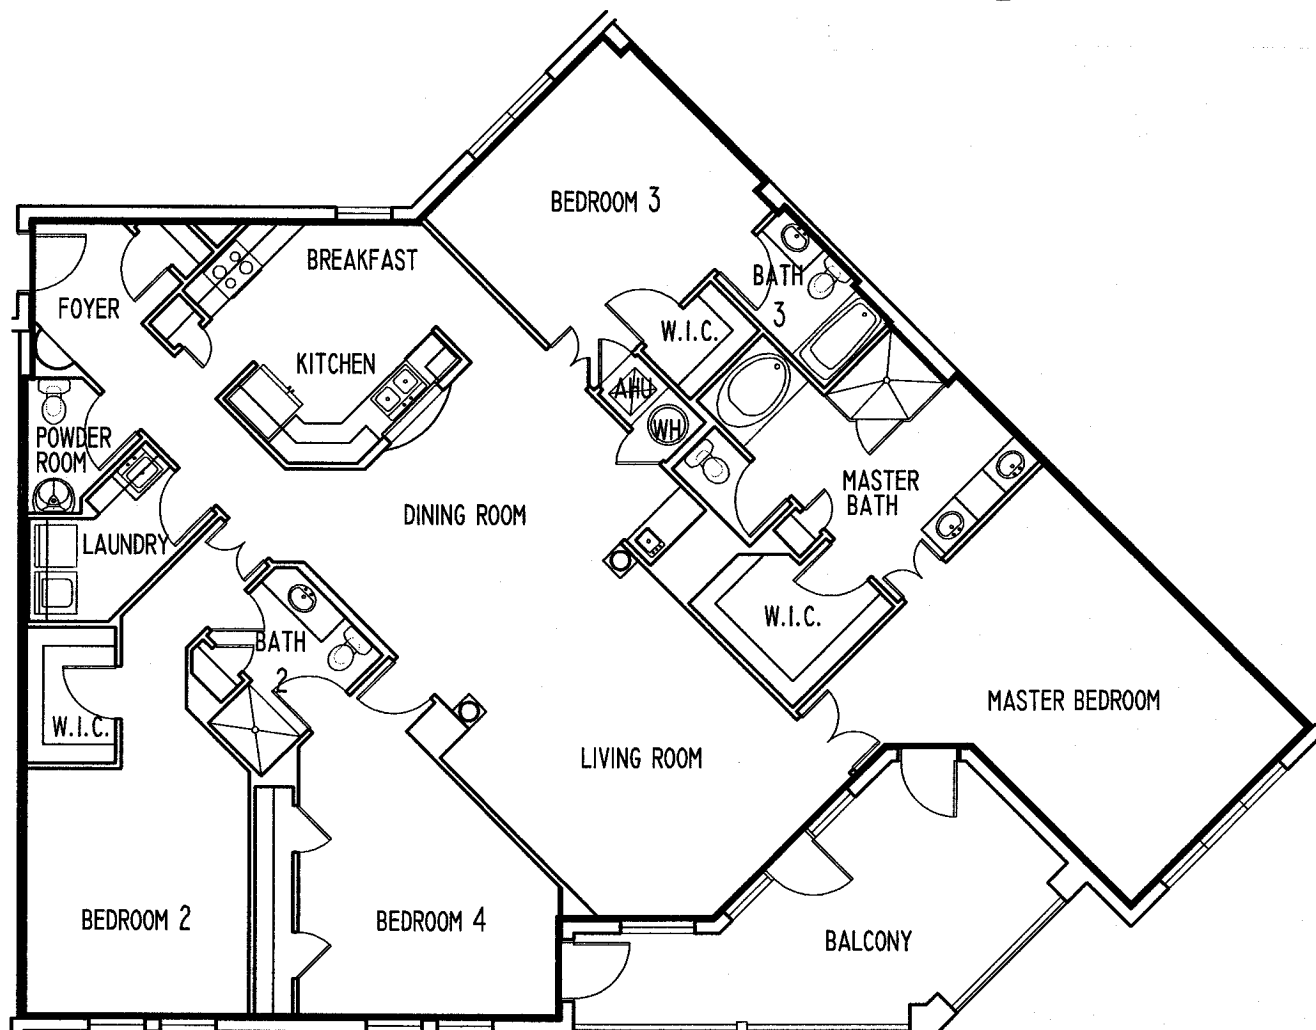 BEDROOM 3
BREAKFAST
BATH
3
FOYER
W.I.C.
KITCHEN
AHU
WH
POWDER
ROOM
MASTER
BATH
DINING ROOM
LAUNDRY
W.I.C.
BATH
2
MASTER BEDROOM
W.I.C.
LIVING ROOM
BEDROOM 2
BEDROOM 4
BALCONY